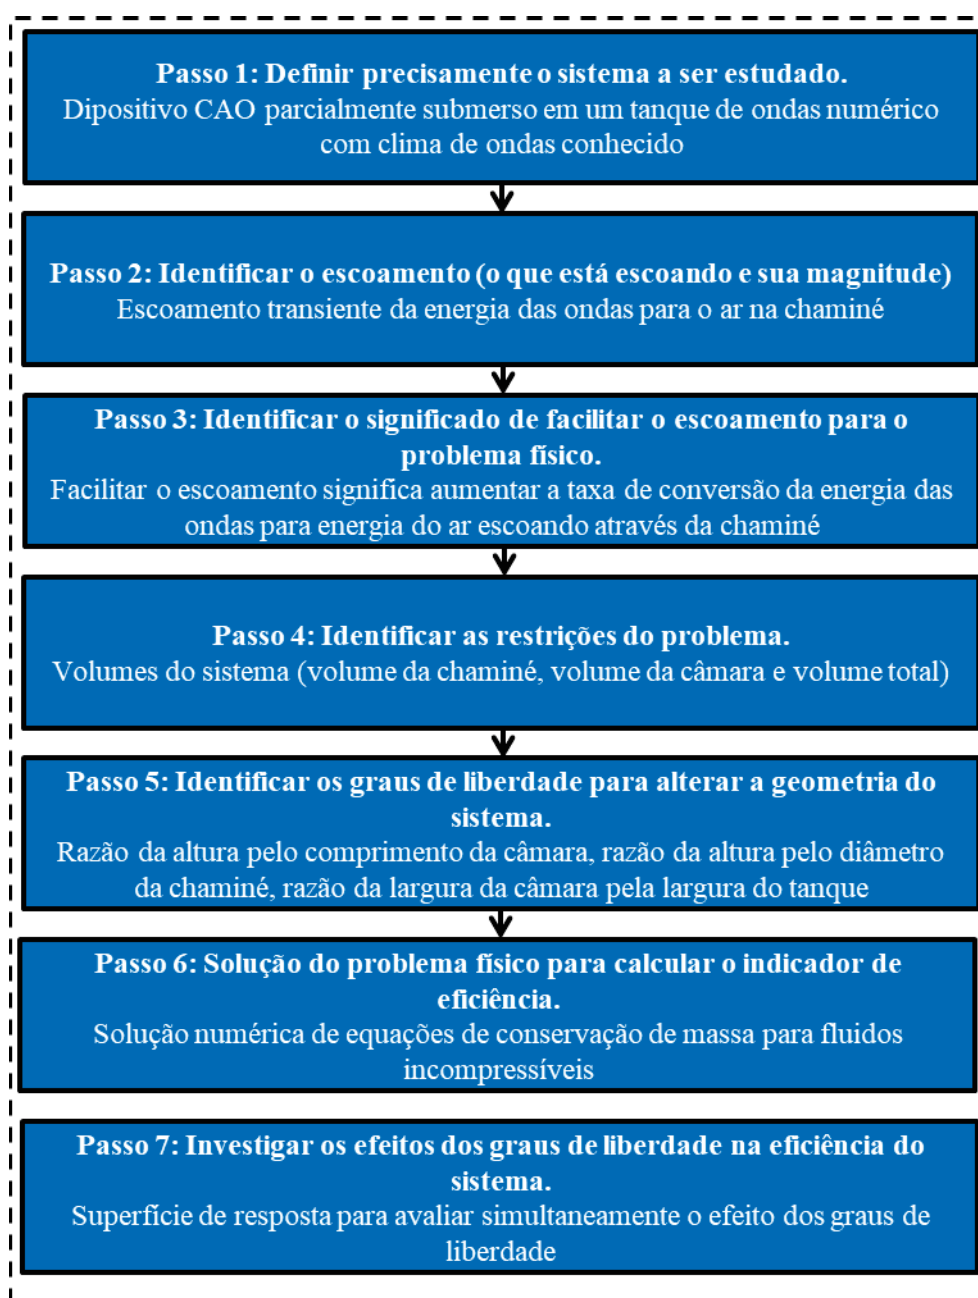 Passo 1: Definir precisamente o sistema a ser estudado.
Dipositivo CAO parcialmente submerso em um tanque de ondas numérico
com clima de ondas conhecido
Passo 2: Identificar o escoamento (o que está escoando e sua magnitude)
Escoamento transiente da energia das ondas para o ar na chaminé
Passo 3: Identificar o significado de facilitar o escoamento para o
problema físico.
Facilitar o escoamento significa aumentar a taxa de conversão da energia das
ondas para energia do ar escoando através da chaminé
Passo 4: Identificar as restrições do problema.
Volumes do sistema (volume da chaminé, volume da câmara e volume total)
Passo 5: Identificar os graus de liberdade para alterar a geometria do
sistema.
Razão da altura pelo comprimento da câmara, razão da altura pelo diâmetro
da chaminé, razão da largura da câmara pela largura do tanque
Passo 6: Solução do problema físico para calcular o indicador de
eficiência.
Solução numérica de equações de conservação de massa para fluidos
incompressíveis
Passo 7: Investigar os efeitos dos graus de liberdade na eficiência do
sistema.
Superfície de resposta para avaliar simultaneamente o efeito dos graus de
liberdade